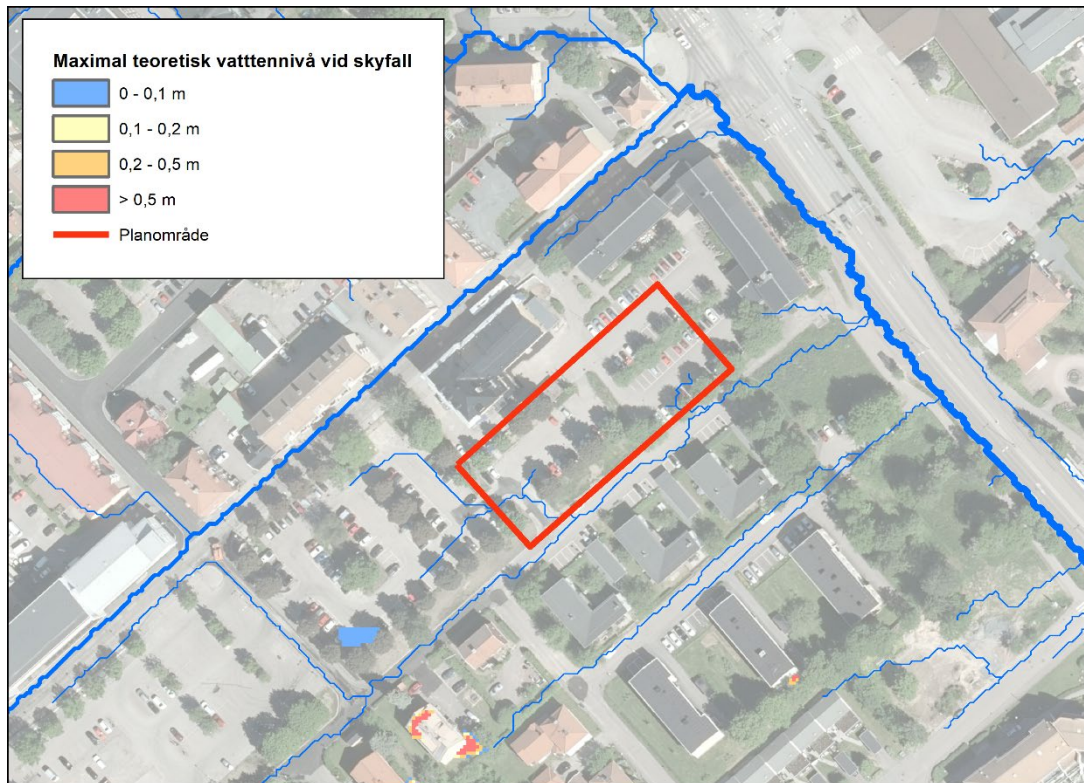 Maximal teoretisk vatttennivå vid skyfall
0 - 0,1 m
0,1 - 0,2 m
0,2 - 0,5 m
> 0,5 m
Planområde